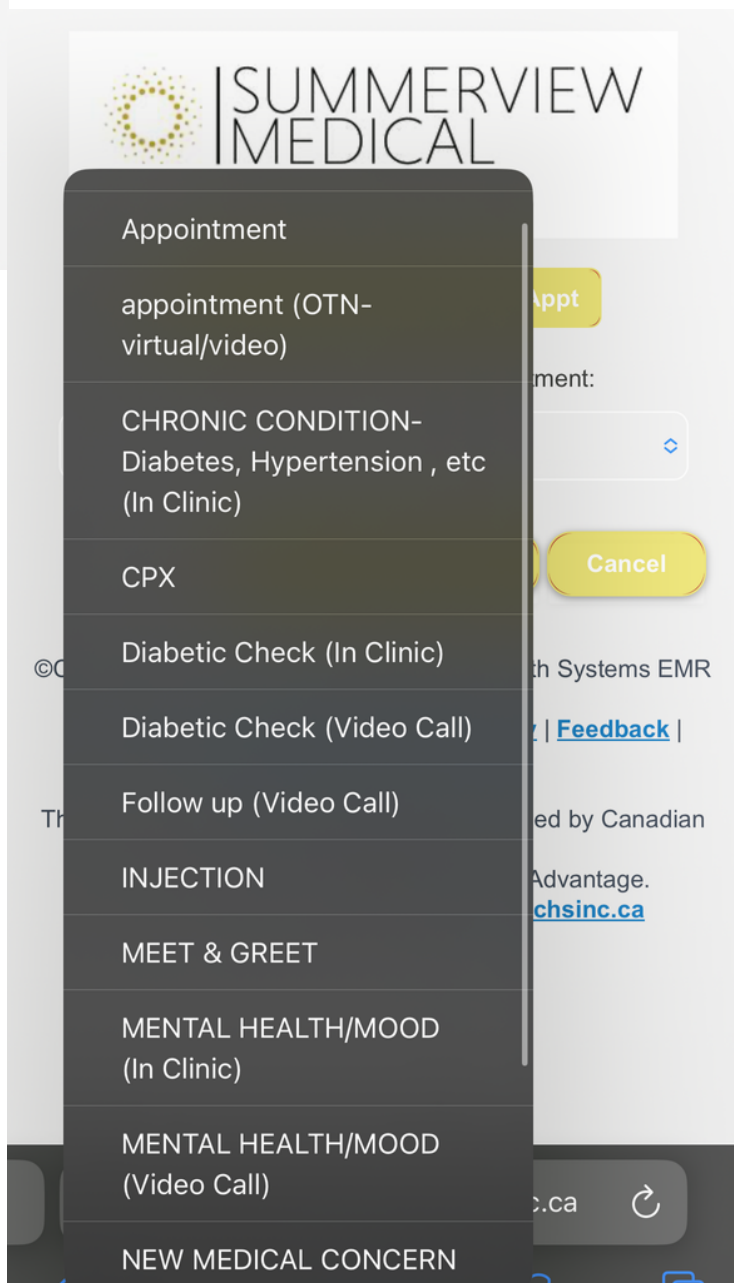 SUMMERVIEW
MEDICAL
Appointment
Appt
appointment (OTN-
virtual/video)
ment:
CHRONIC CONDITION-
Diabetes, Hypertension , etc
(In Clinic)
CPX
Cancel
Diabetic Check (In Clinic)
©C
th Systems EMR
Diabetic Check (Video Call)
| Feedback |
Follow up (Video Call)
Th
ed by Canadian
INJECTION
Advantage.
chsinc.ca
MEET & GREET
MENTAL HEALTH/MOOD
(In Clinic)
MENTAL HEALTH/MOOD
(Video Call)
c.ca
NEW MEDICAL CONCERN